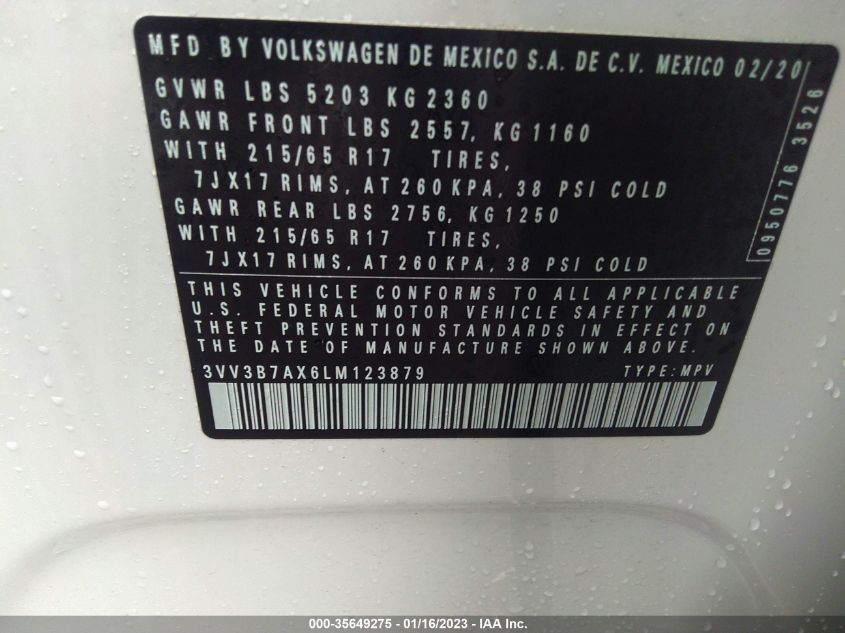 MFD BY VOLKSWAGEN DE MEXICO S.A. DE C.V. MEXICO 02/20
GVWR LBS 5203 KG 2360
GAWR FRONT LBS 2557, KG 1160
WITH 215/65 R17 TIRES,
7JX17 RIMS, AT 260 KPA, 38 PSI COLD
GAWR REAR LBS 2756, KG 1250
WITH 215/65 R17 TIRES,
7JX17 RIMS, AT 260 KPA, 38 PSI COLD
0950776 3526
THIS VEHICLE CONFORMS TO ALL APPLICABLE
U.S. FEDERAL MOTOR VEHICLE SAFETY AND
THEFT PREVENTION STANDARDS IN EFFECT ON
THE DATE OF MANUFACTURE SHOWN ABOVE.
3VV3B7AX6LM123879 TYPE: MPV
000-35649275 - 01/16/2023 - IAA Inc.